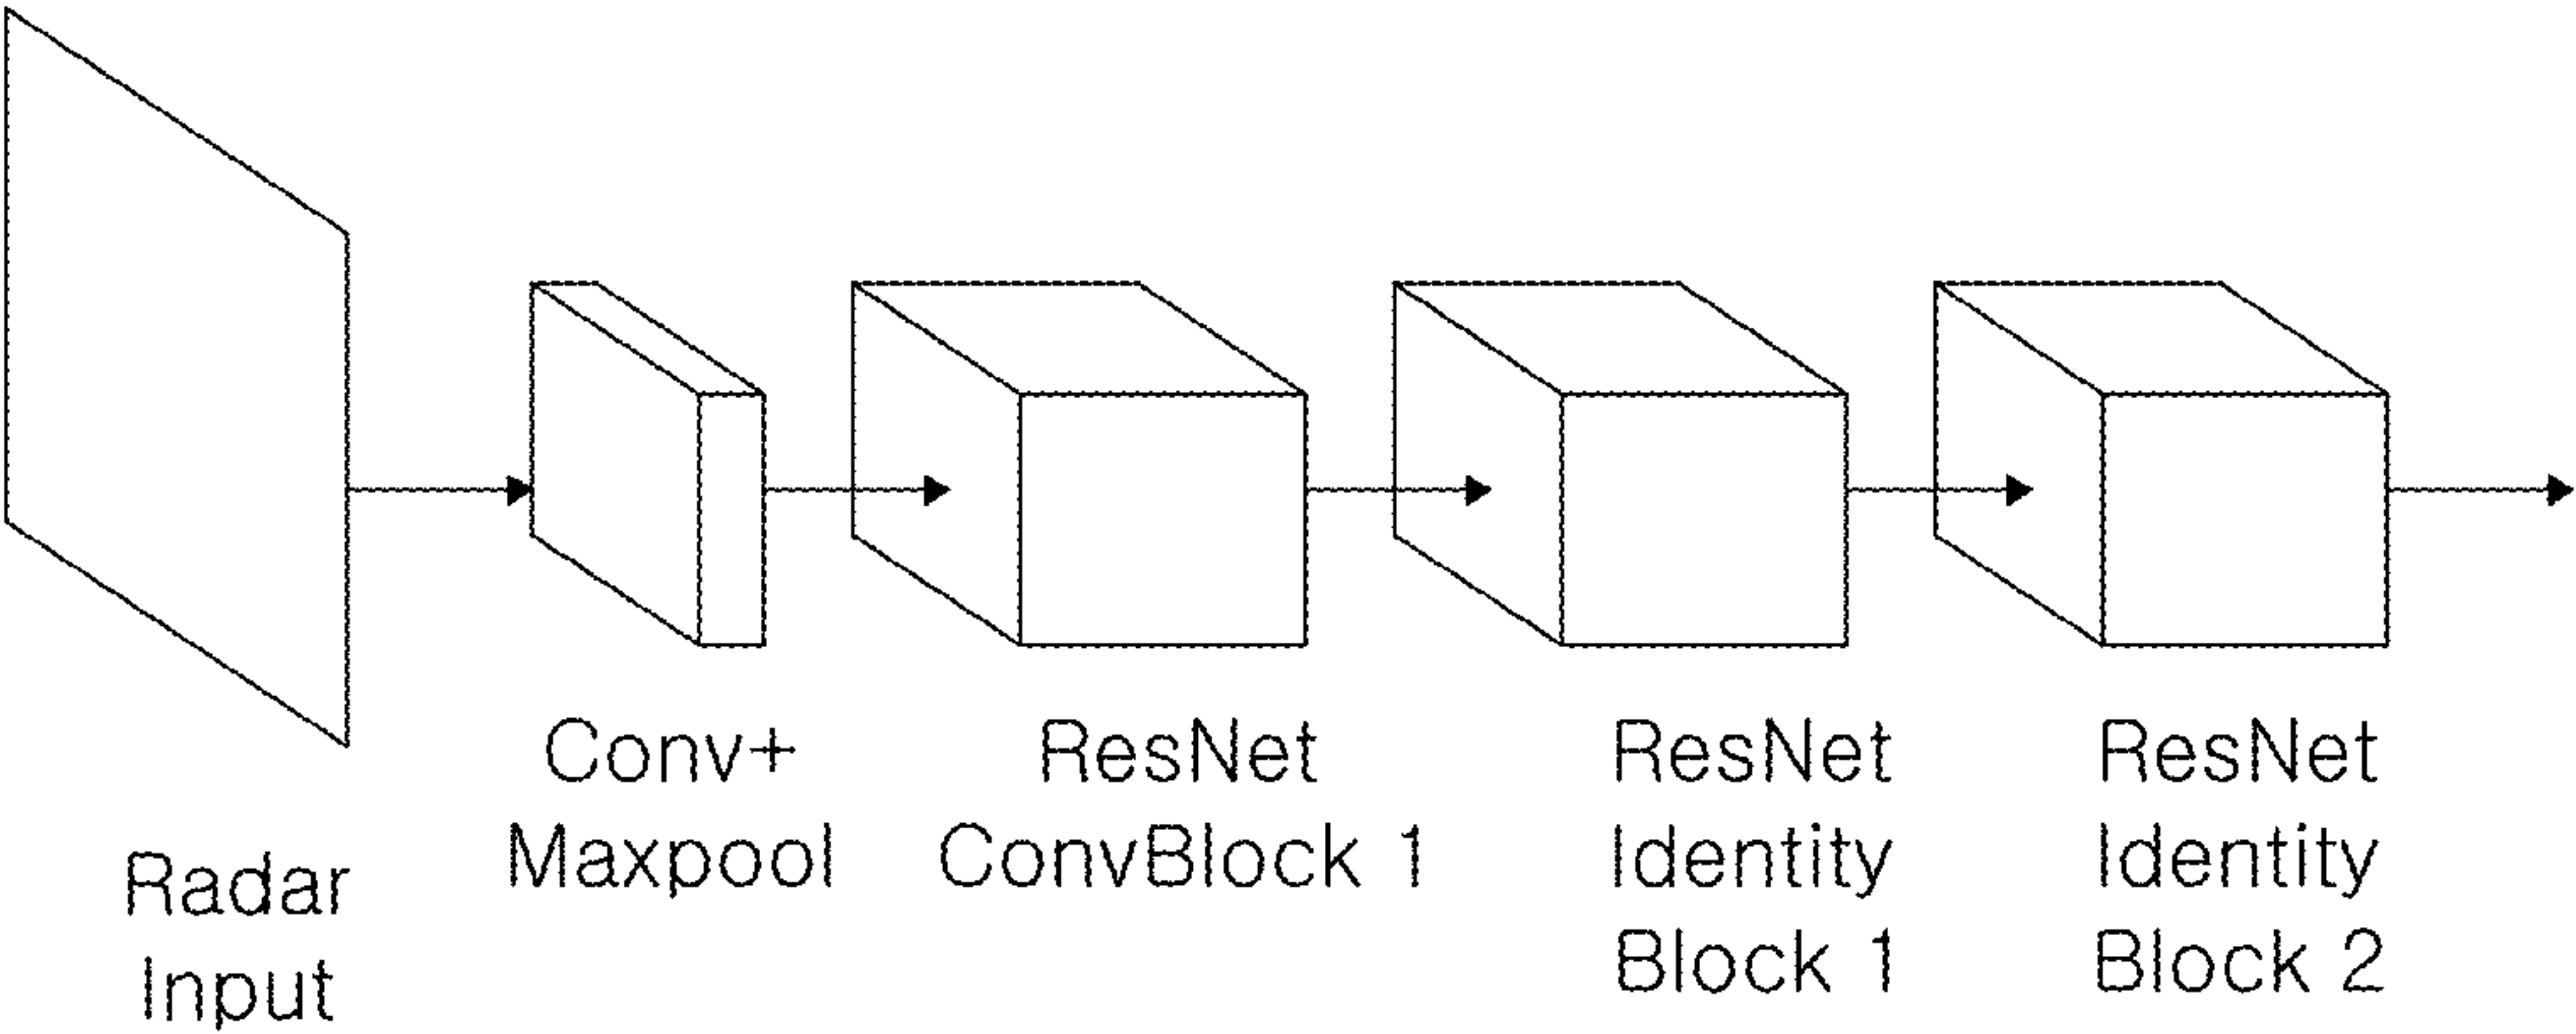 Radar
Input
Conv+
Maxpool
ResNet
ConvBlock 1
ResNet
Identity
Block 1
ResNet
Identity
Block 2